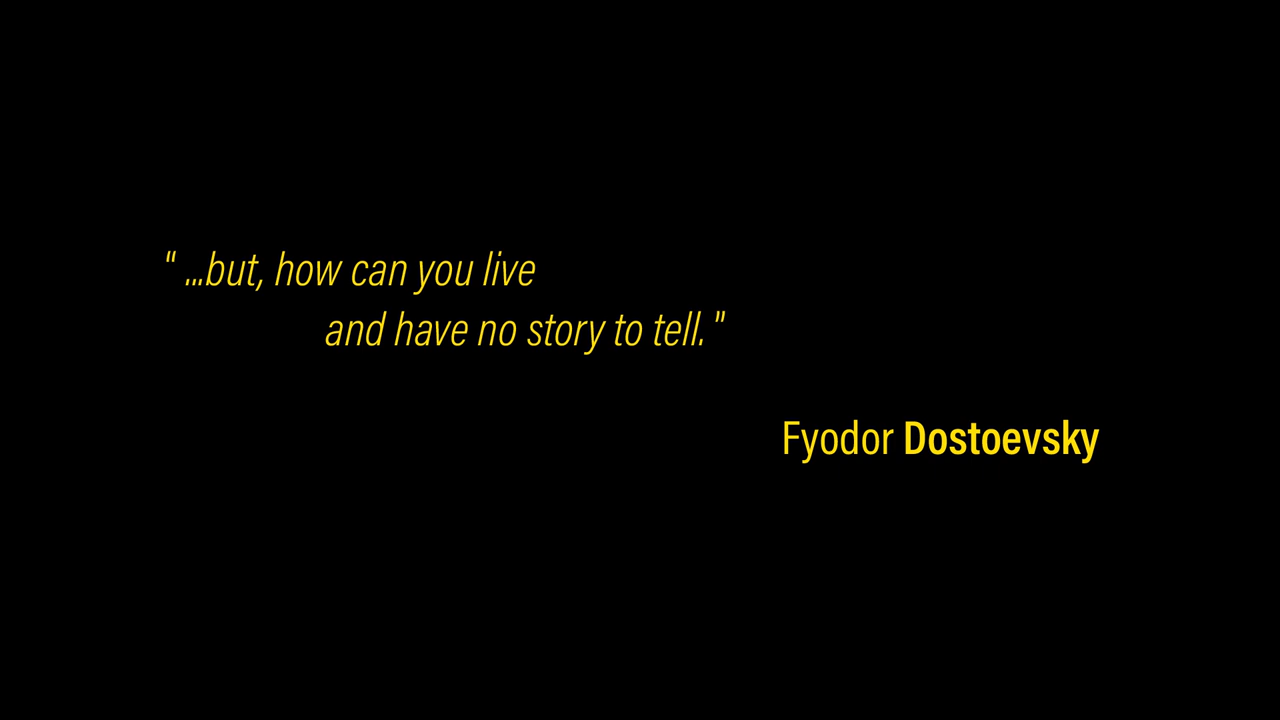 " ...but, how can you live
and have no story to tell."
Fyodor Dostoevsky